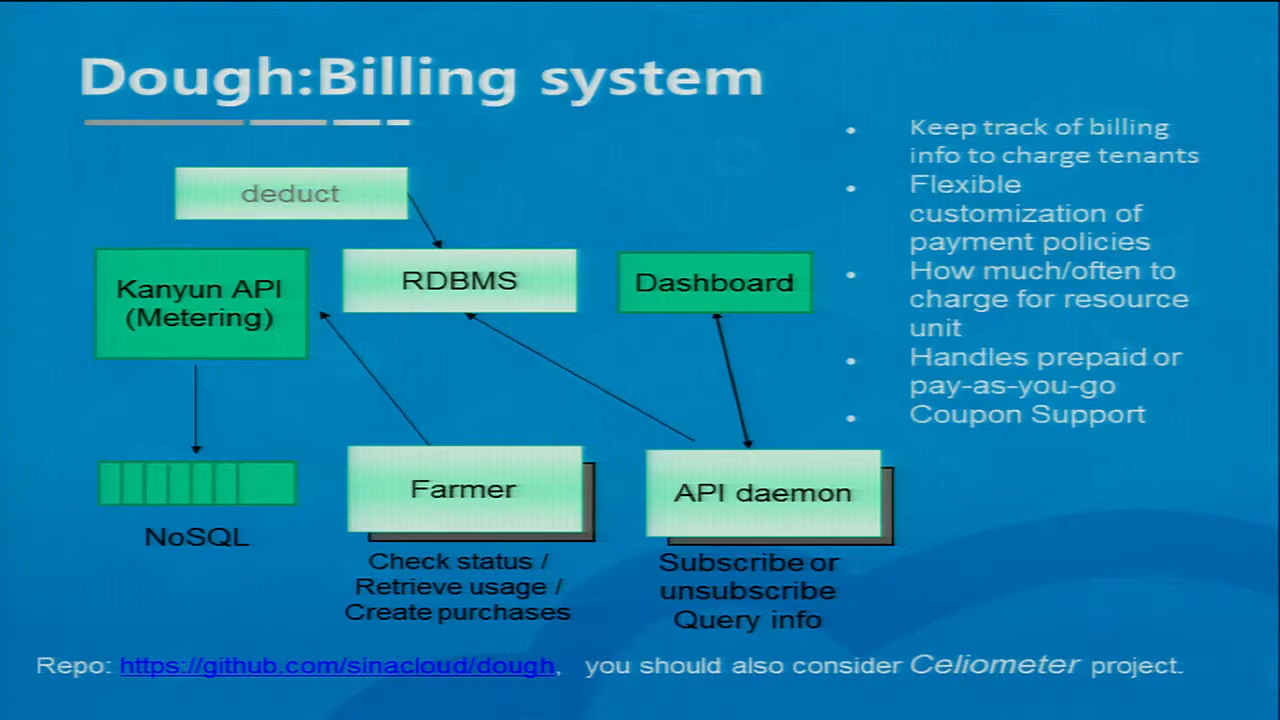 Dough:Billing system
deduct
Kanyun API
(Metering)
RDBMS
Dashboard
NoSQL
Farmer
Check status /
Retrieve usage /
Create purchases
API daemon
Subscribe or
unsubscribe
Query info
• Keep track of billing
info to charge tenants
• Flexible
customization of
payment policies
• How much/often to
charge for resource
unit
• Handles prepaid or
pay-as-you-go
• Coupon Support
Repo: https://github.com/sinacloud/dough, you should also consider Celiometer project.